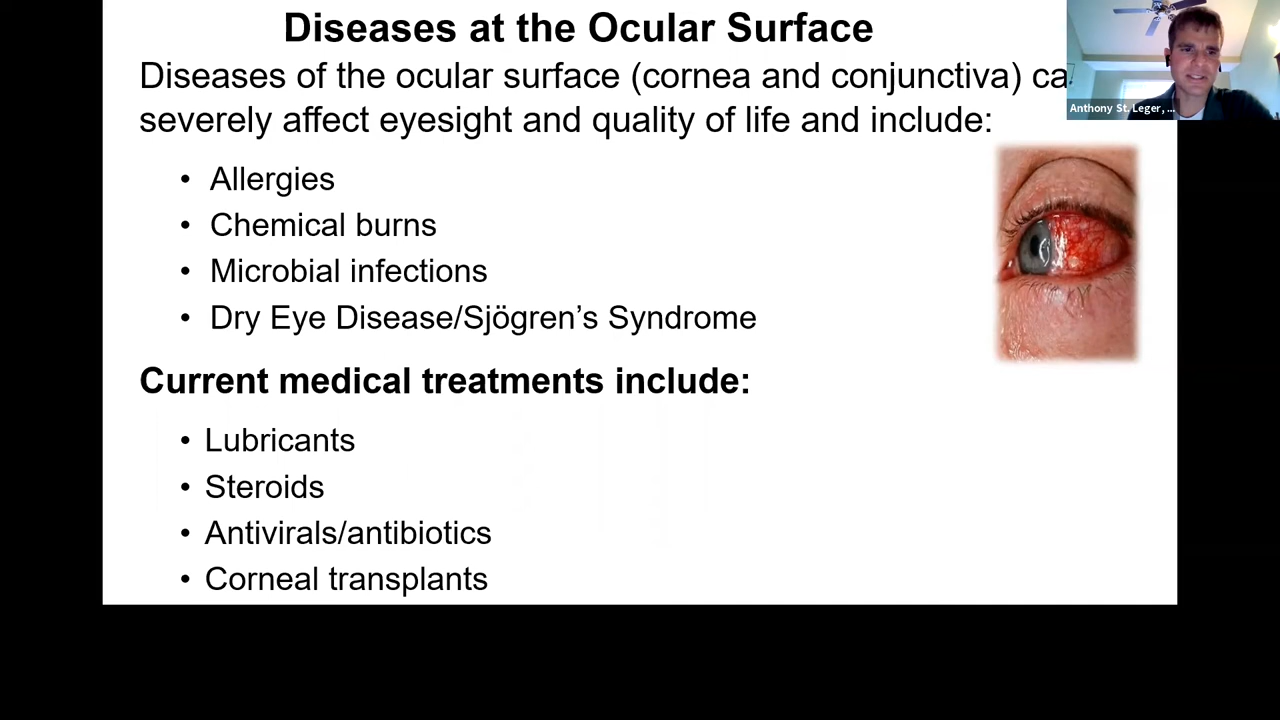 Diseases at the Ocular Surface
Diseases of the ocular surface (cornea and conjunctiva) ca
severely affect eyesight and quality of life and include:
• Allergies
• Chemical burns
• Microbial infections
• Dry Eye Disease/Sjögren’s Syndrome
Current medical treatments include:
• Lubricants
• Steroids
• Antivirals/antibiotics
• Corneal transplants
Anthony St. Leger, ...